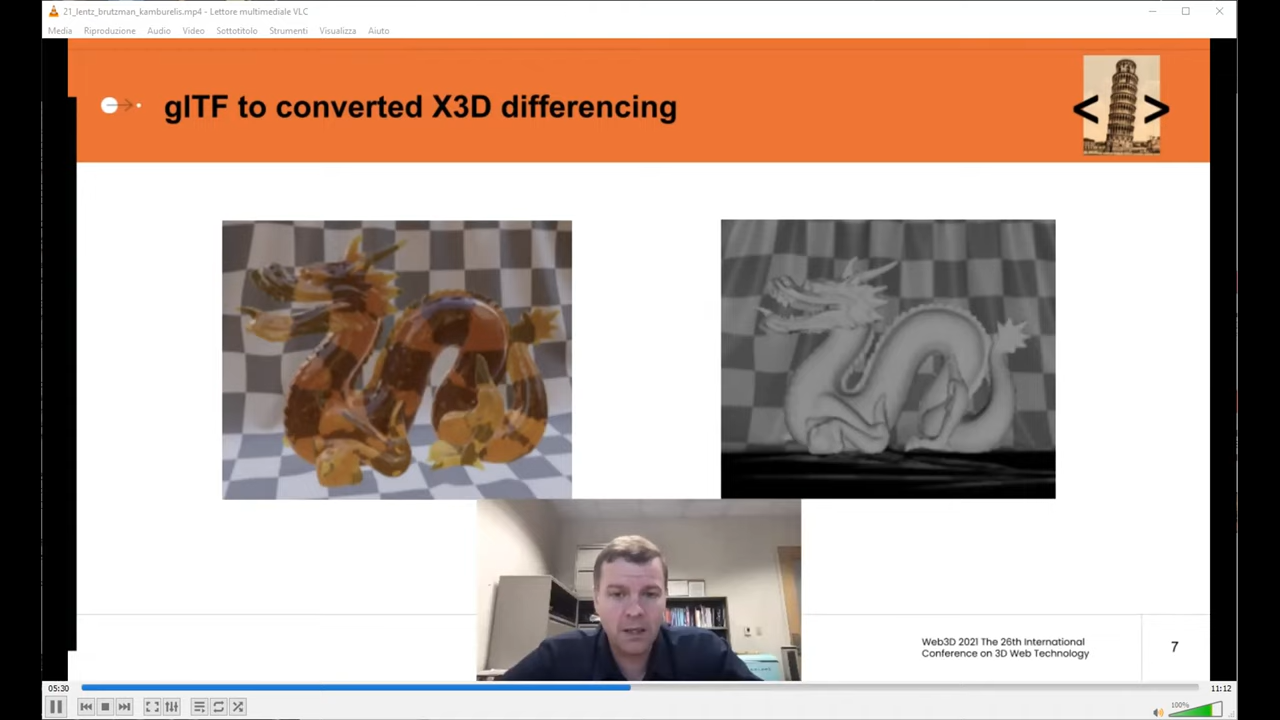 21_lentz_brutzman_kamburelis.mp4 - Lettore multimediale VLC
Media Riproduzione Audio Video Sottotitolo Strumenti Visualizza Aiuto
glTF to converted X3D differencing
< >
Web3D 2021 The 26th International
Conference on 3D Web Technology
7
05:30
11:12
100%